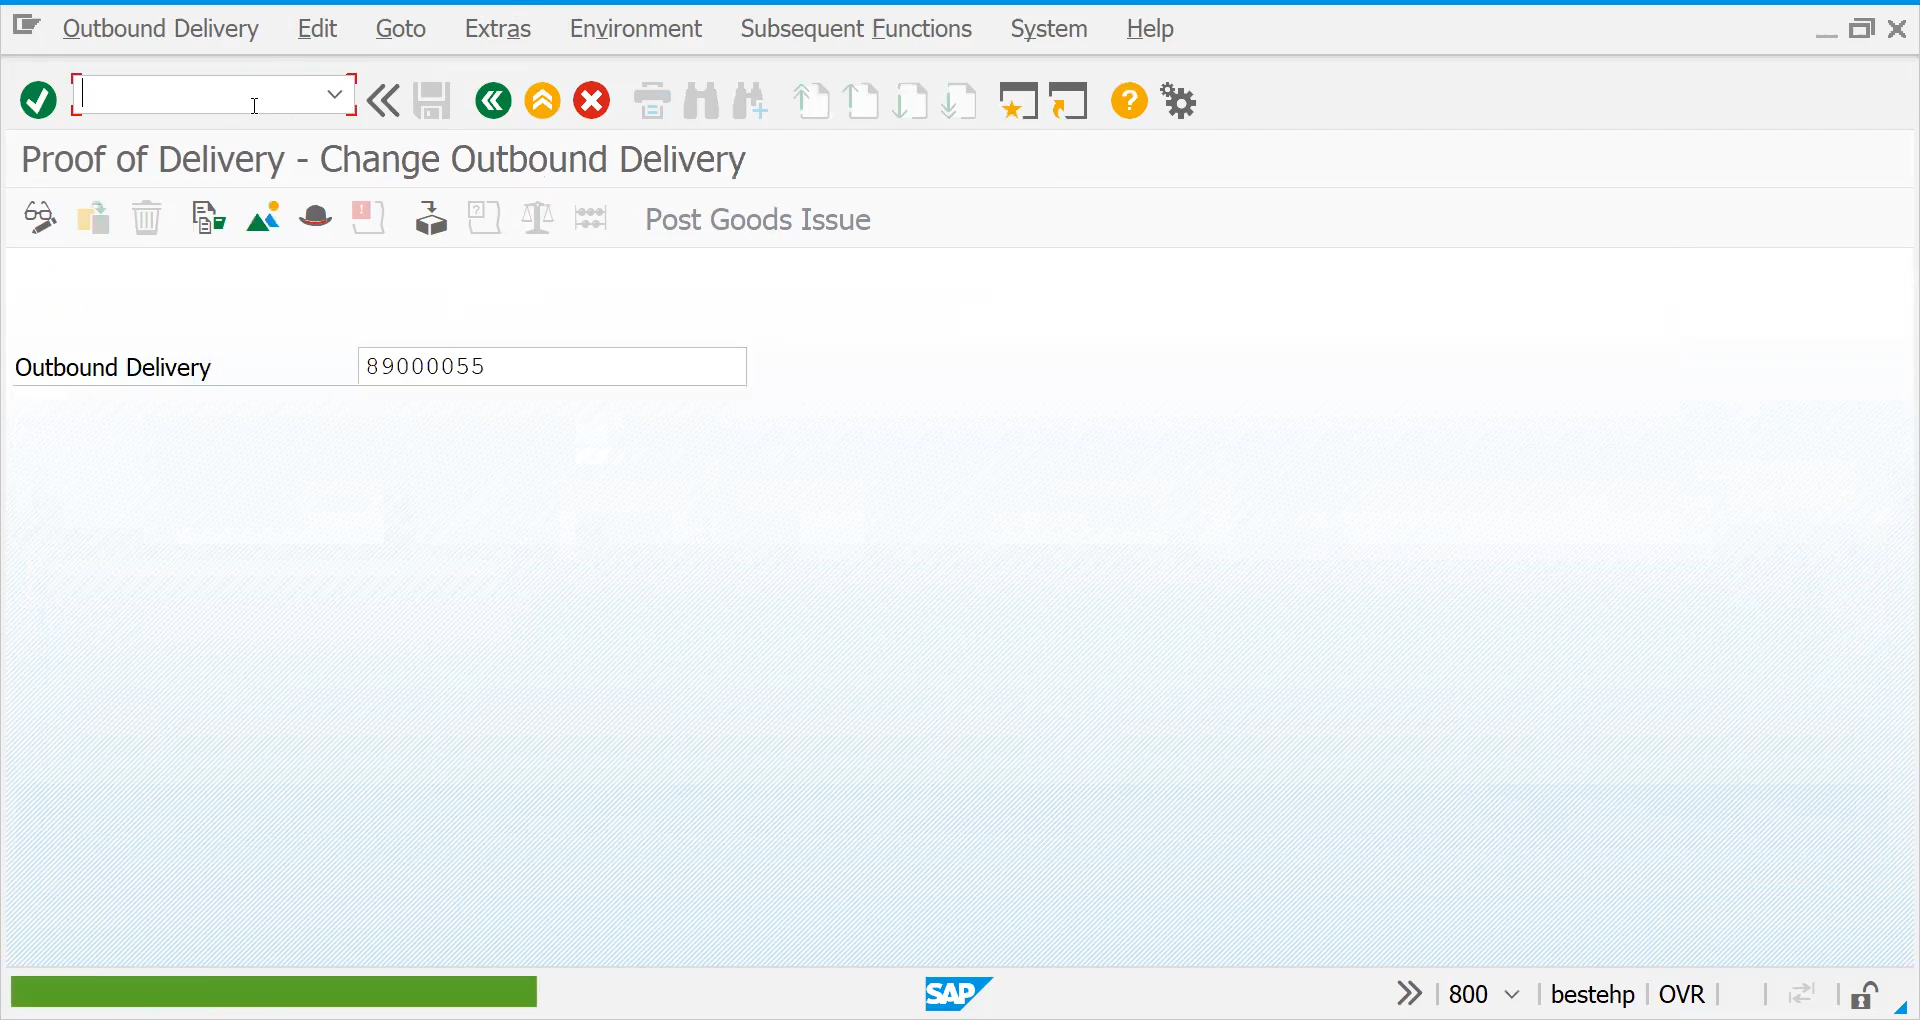 Outbound Delivery Edit Goto Extras Environment Subsequent Functions System Help
Proof of Delivery - Change Outbound Delivery
Post Goods Issue
Outbound Delivery 89000055
SAP 800 bestehp OVR